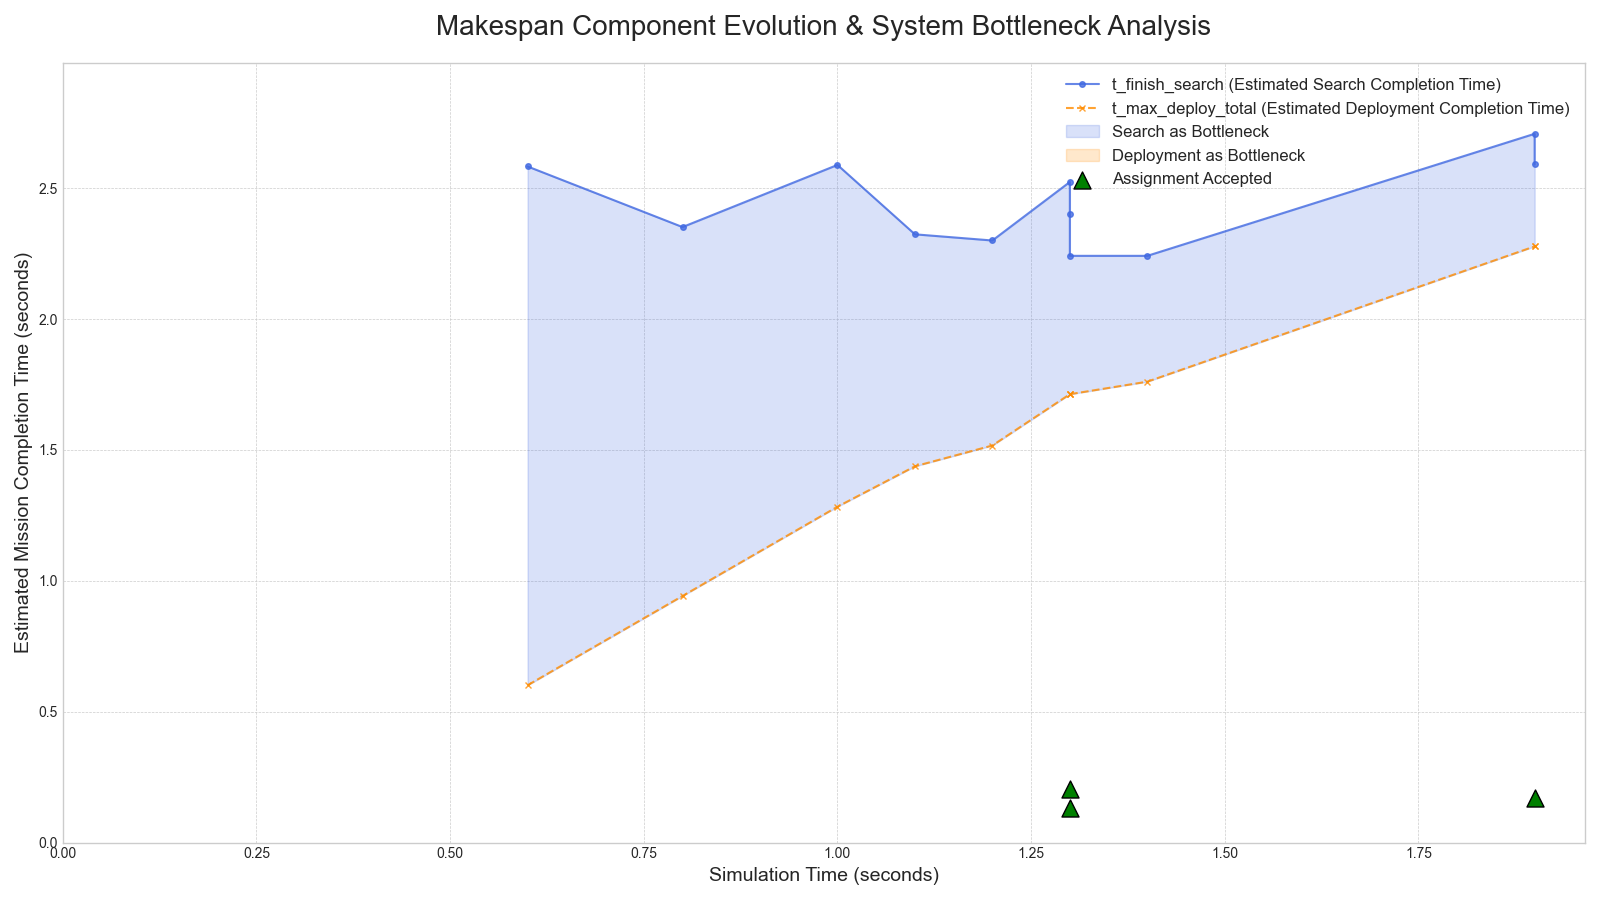 Makespan Component Evolution & System Bottleneck Analysis
t_finish_search (Estimated Search Completion Time)
t_max_deploy_total (Estimated Deployment Completion Time)
Search as Bottleneck
Deployment as Bottleneck
Assignment Accepted
Estimated Mission Completion Time (seconds)
2.5
2.0
1.5
1.0
0.5
0.0
0.00 0.25 0.50 0.75 1.00 1.25 1.50 1.75
Simulation Time (seconds)